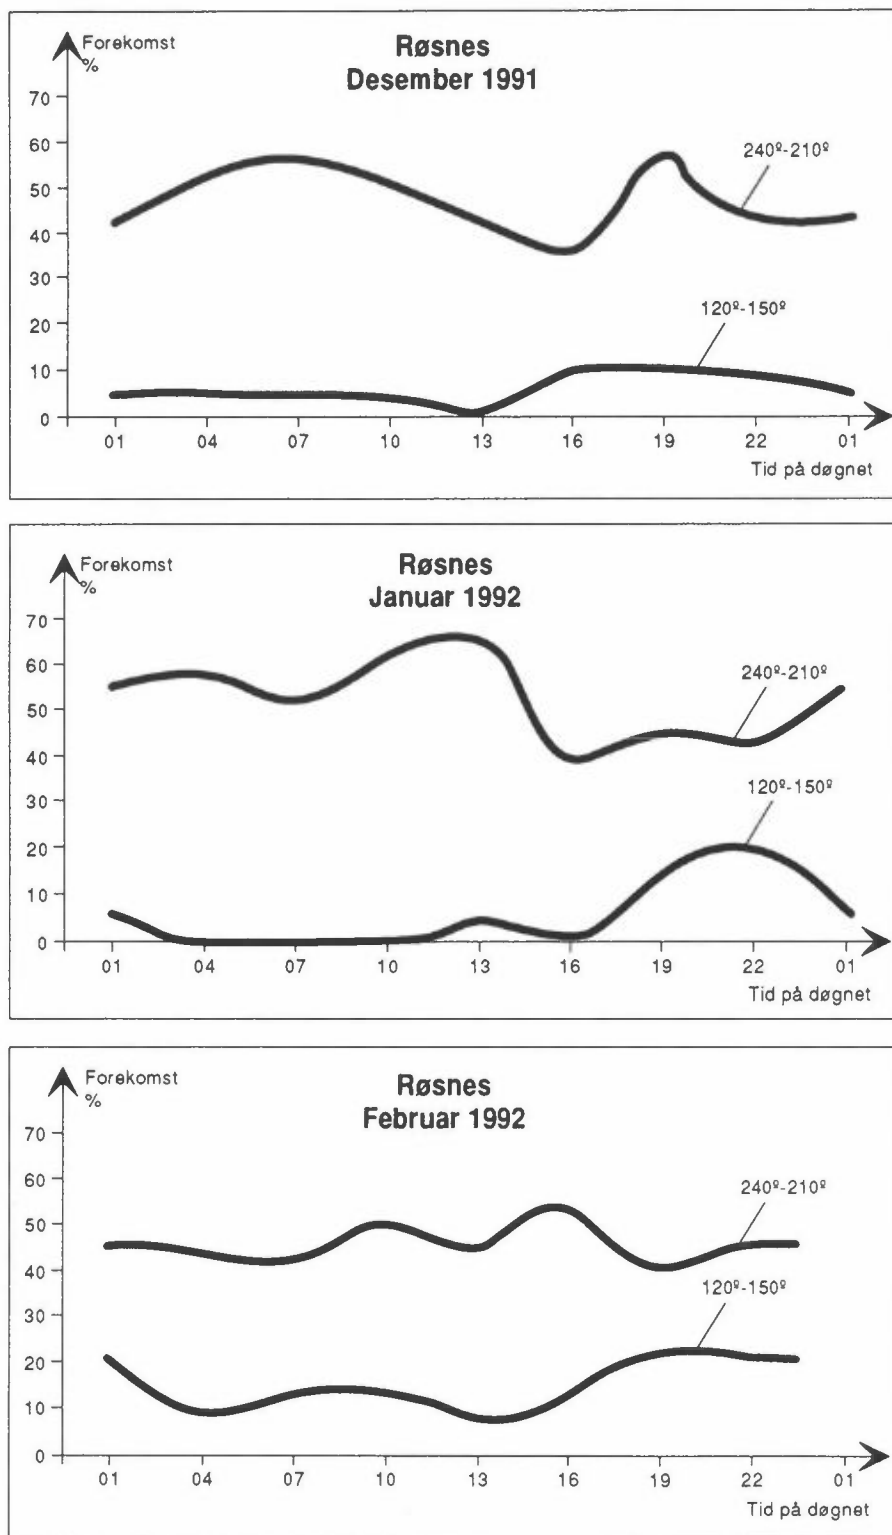 Forekomst
%
Røsnes
Desember 1991
70
60
50
40
30
20
10
0
240º-210º
120º-150º
01 04 07 10 13 16 19 22 01
Tid på døgnet
Forekomst
%
Røsnes
Januar 1992
70
60
50
40
30
20
10
0
240º-210º
120º-150º
01 04 07 10 13 16 19 22 01
Tid på døgnet
Forekomst
%
Røsnes
Februar 1992
70
60
50
40
30
20
10
0
240º-210º
120º-150º
01 04 07 10 13 16 19 22 01
Tid på døgnet